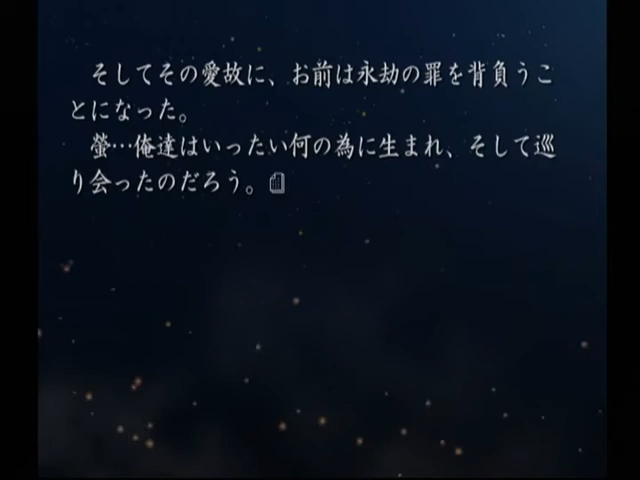 そしてその愛故に、お前は永劫の罪を背負うこ
とになった。
螢…俺達はいったい何の為に生まれ、そして巡
り会ったのだろう。